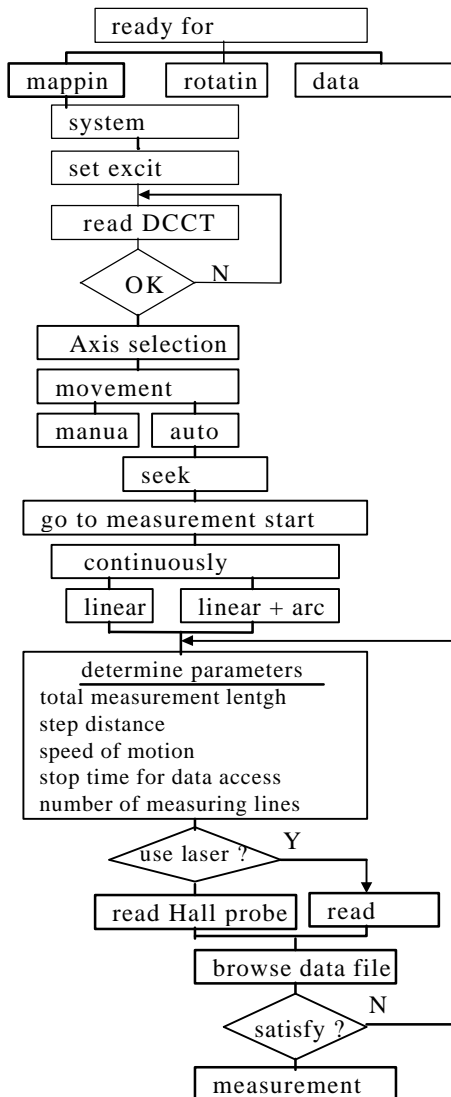 ready for
mappin
rotatin
data
system
set excit
read DCCT
N
OK
Axis selection
movement
manua
auto
seek
go to measurement start
continuously
linear
linear + arc
determine parameters
total measurement lentgh
step distance
speed of motion
stop time for data access
number of measuring lines
Y
use laser ?
read Hall probe
read
browse data file
N
satisfy ?
measurement